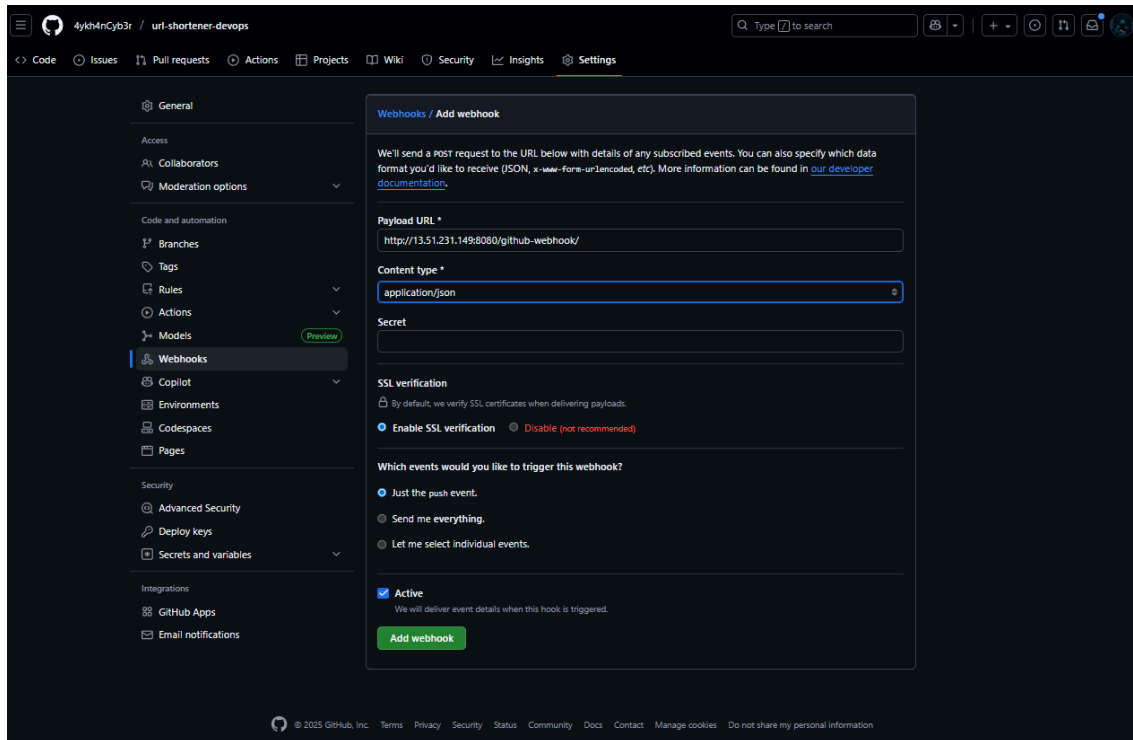 4ykh4nCyb3r / url-shortener-devops
Type / to search
Code Issues Pull requests Actions Projects Wiki Security Insights Settings
General
Access
Collaborators
Moderation options
Code and automation
Branches
Tags
Rules
Actions
Models Preview
Webhooks
Copilot
Environments
Codespaces
Pages
Security
Advanced Security
Deploy keys
Secrets and variables
Integrations
GitHub Apps
Email notifications
Webhooks / Add webhook
We'll send a POST request to the URL below with details of any subscribed events. You can also specify which data
format you'd like to receive (JSON, x-www-form-urlencoded, etc). More information can be found in our developer
documentation.
Payload URL *
http://13.51.231.149:8080/github-webhook/
Content type *
application/json
Secret
SSL verification
By default, we verify SSL certificates when delivering payloads.
Enable SSL verification Disable (not recommended)
Which events would you like to trigger this webhook?
Just the push event.
Send me everything.
Let me select individual events.
Active
We will deliver event details when this hook is triggered.
Add webhook
© 2025 GitHub, Inc. Terms Privacy Security Status Community Docs Contact Manage cookies Do not share my personal information